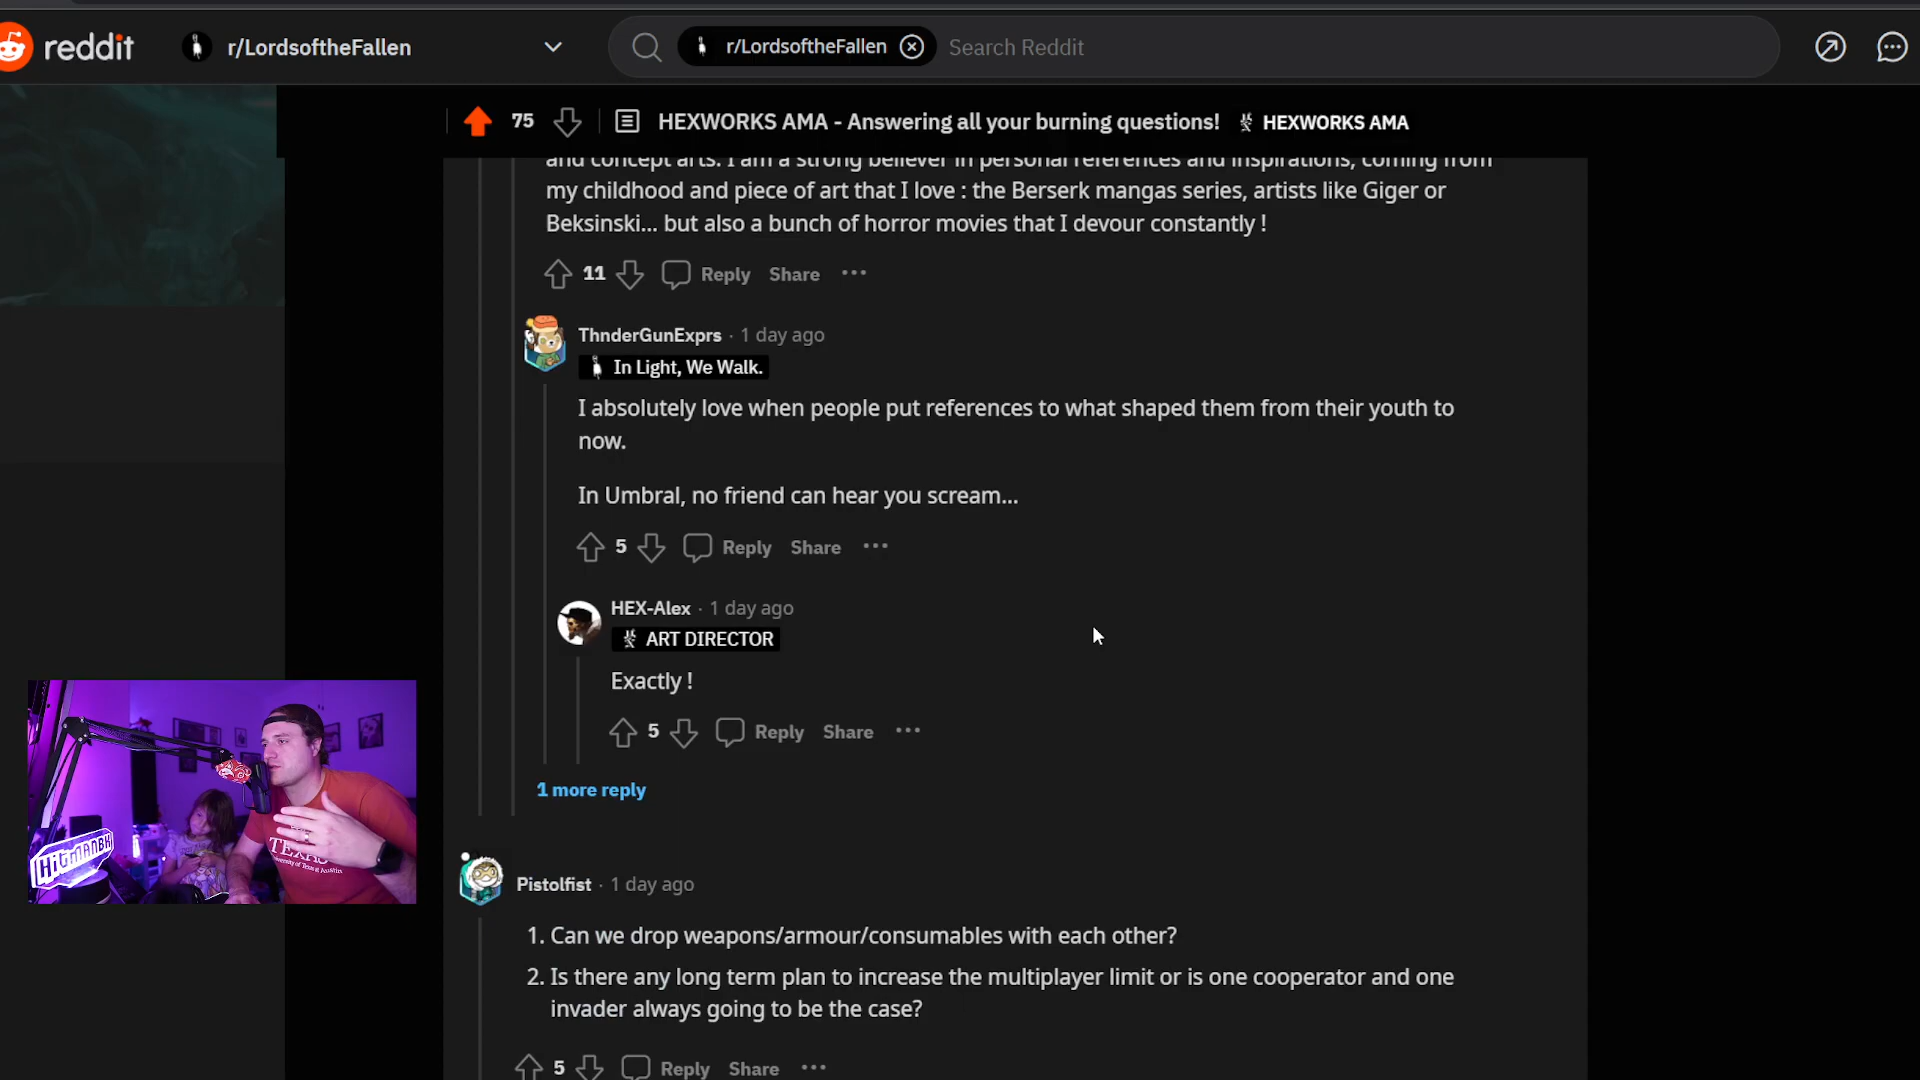 reddit
r/LordsoftheFallen
r/LordsoftheFallen
Search Reddit
75
HEXWORKS AMA - Answering all your burning questions!
HEXWORKS AMA
and concept arts. I am a strong believer in personal references and inspirations, coming from
my childhood and piece of art that I love : the Berserk mangas series, artists like Giger or
Beksinski... but also a bunch of horror movies that I devour constantly !
11 Reply Share
ThnderGunExprs · 1 day ago
In Light, We Walk.
I absolutely love when people put references to what shaped them from their youth to
now.
In Umbral, no friend can hear you scream...
5 Reply Share
HEX-Alex · 1 day ago
ART DIRECTOR
Exactly !
5 Reply Share
1 more reply
HitmanBH
TEXAS
Pistolfist · 1 day ago
1. Can we drop weapons/armour/consumables with each other?
2. Is there any long term plan to increase the multiplayer limit or is one cooperator and one
invader always going to be the case?
5 Reply Share